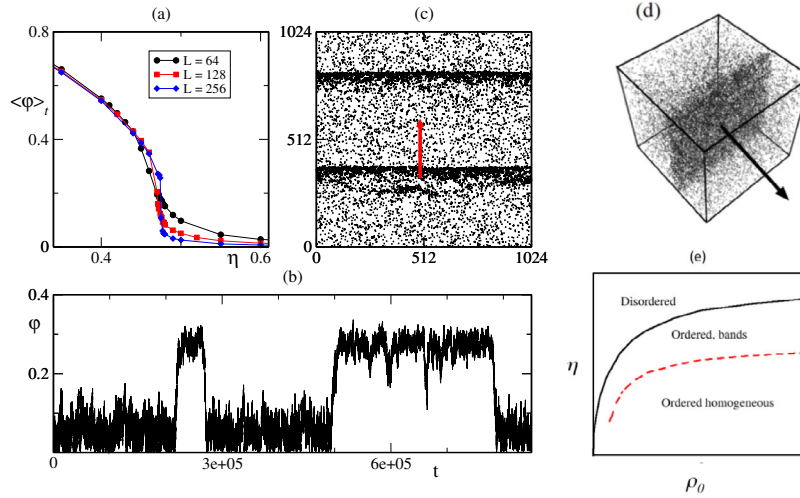 (a)
0.8
<φ>t
0.4
0
0.4
η
0.6
L = 64
L = 128
L = 256
(c)
1024
512
0
0
512
1024
(d)
(b)
0.4
φ
0.2
0
3e+05
6e+05
t
(e)
Disordered
Ordered, bands
Ordered homogeneous
η
ρ0